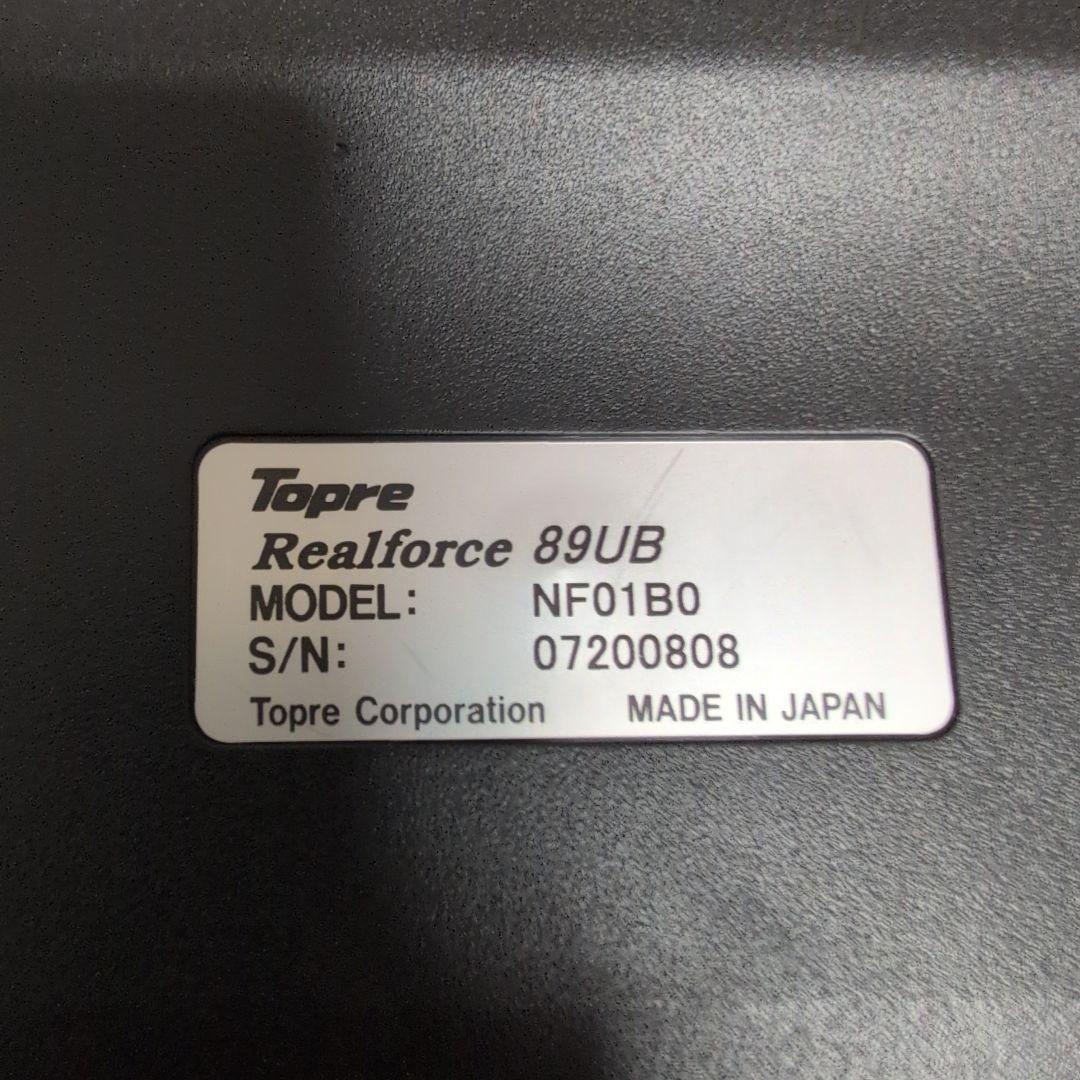 Topre
Realforce 89UB
MODEL: NF01B0
S/N: 07200808
Topre Corporation MADE IN JAPAN